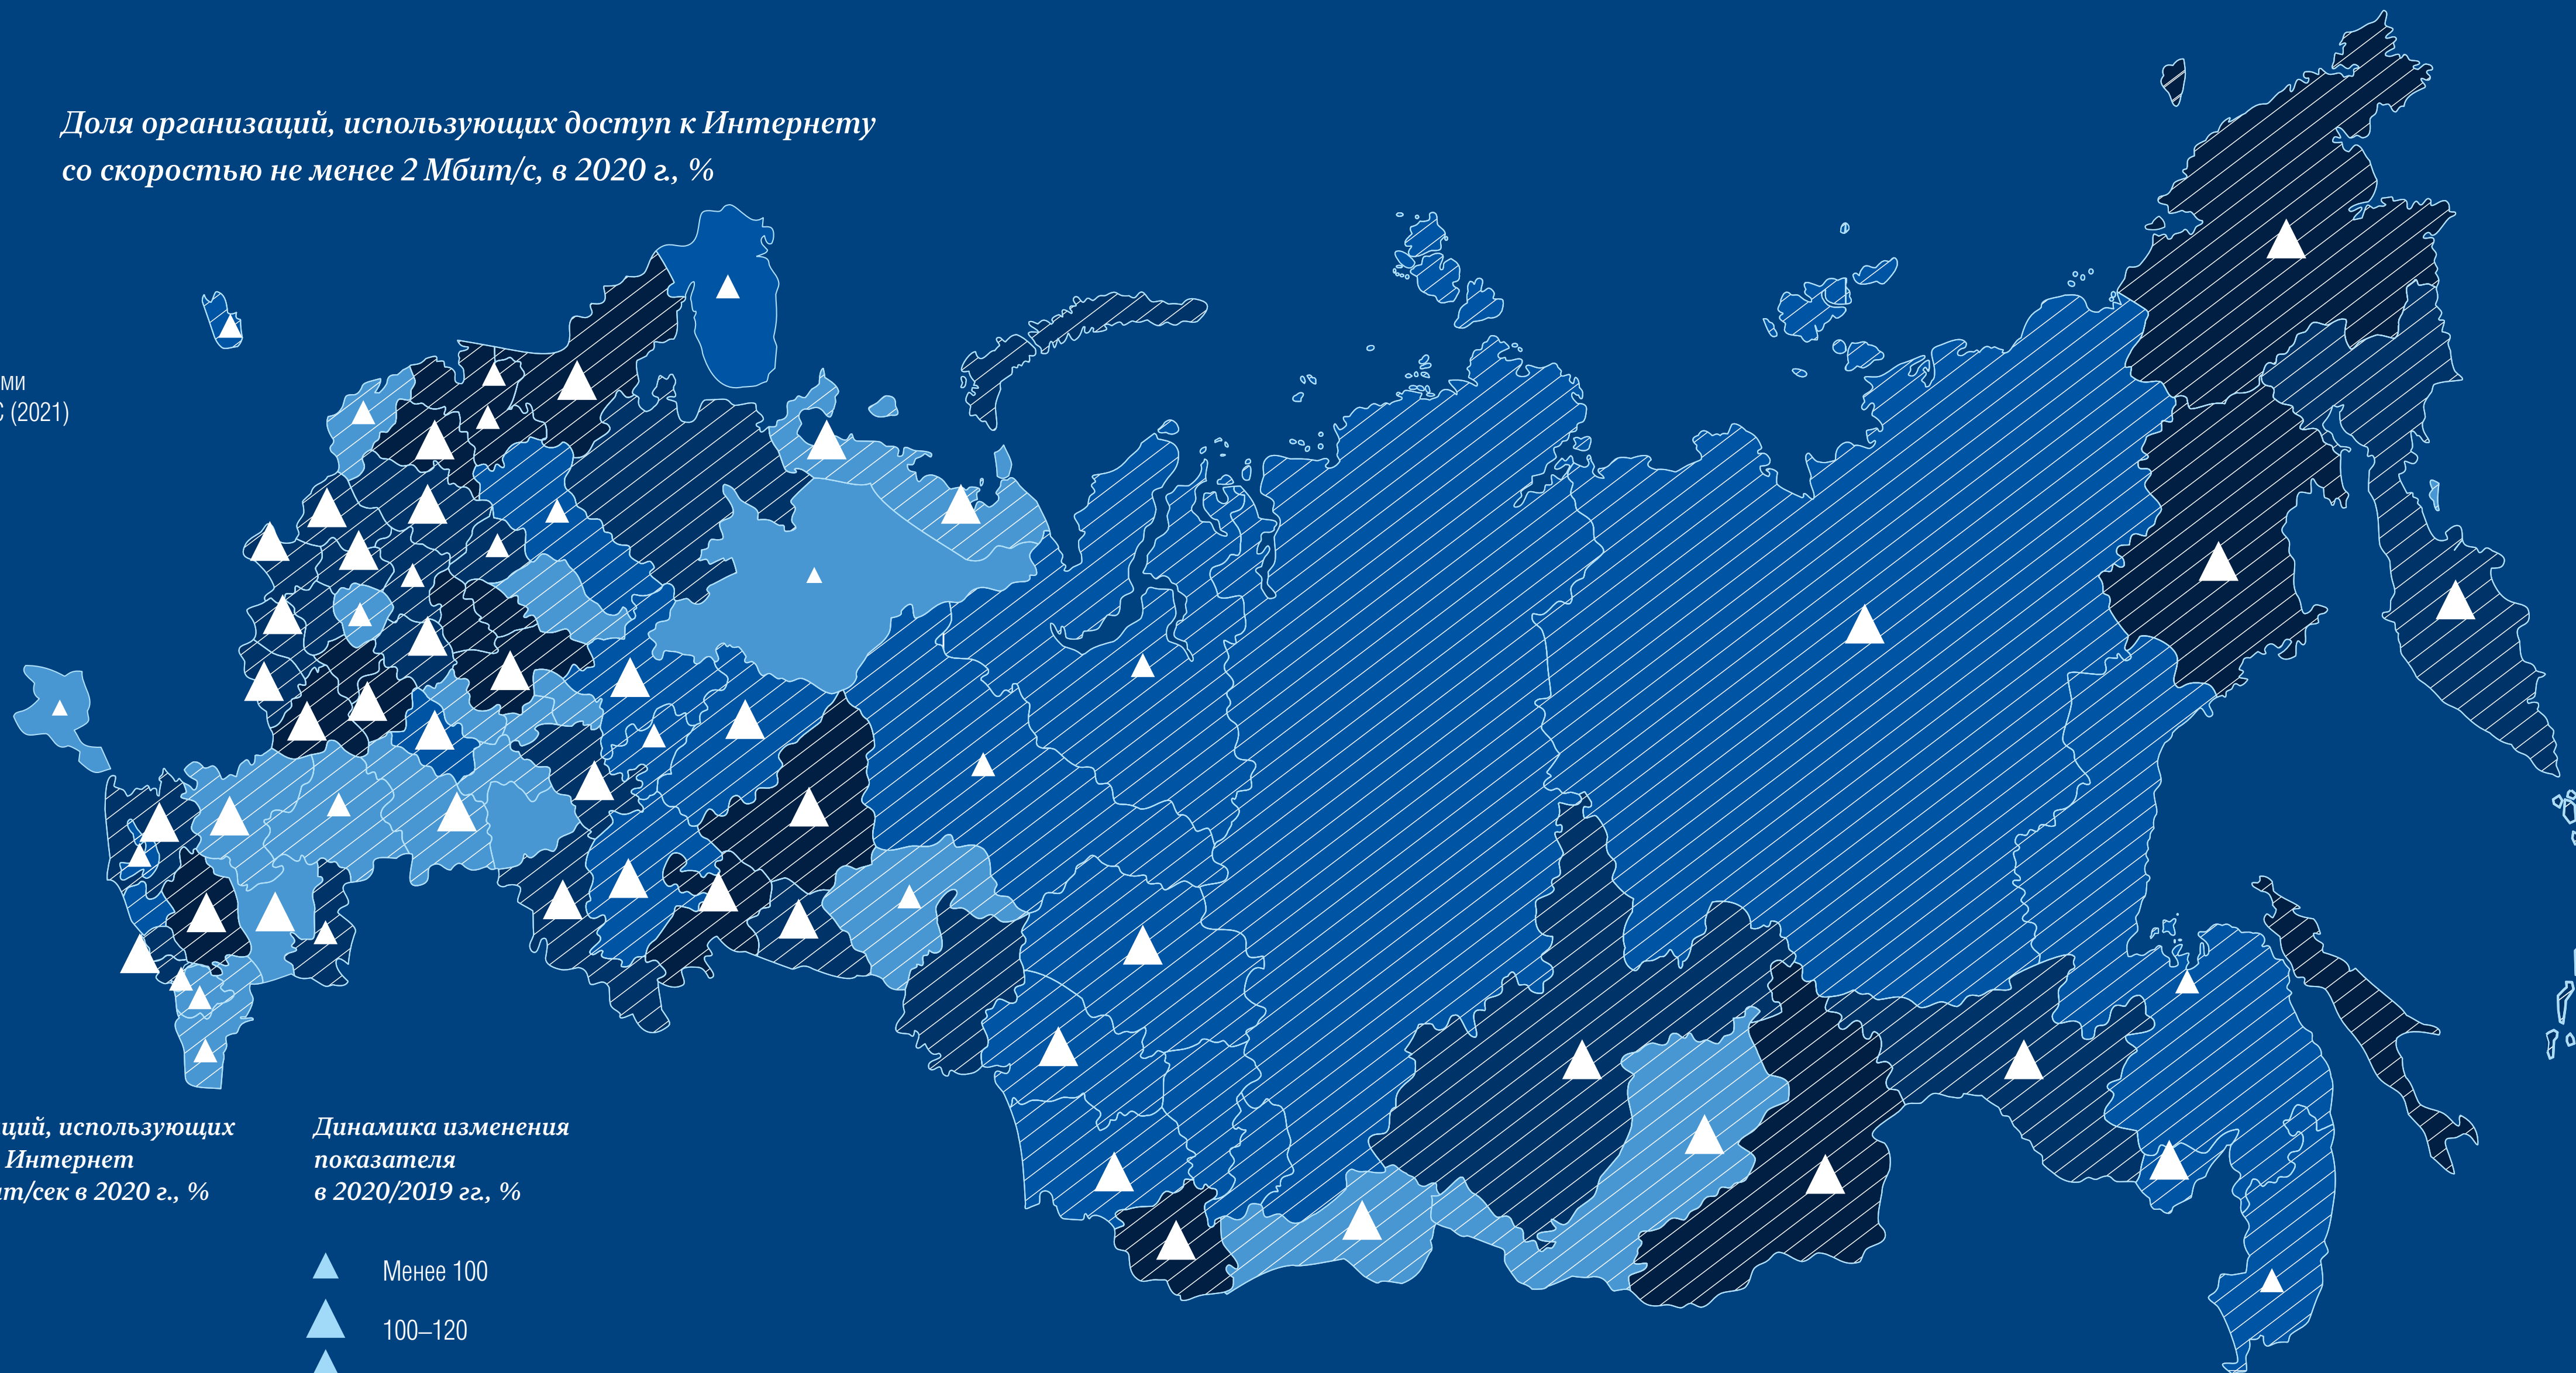 Доля организаций, использующих доступ к Интернету
со скоростью не менее 2 Мбит/с, в 2020 г., %
ми
С (2021)
ций, использующих
Интернет
ит/сек в 2020 г., %
Динамика изменения
показателя
в 2020/2019 гг., %
Менее 100
100–120